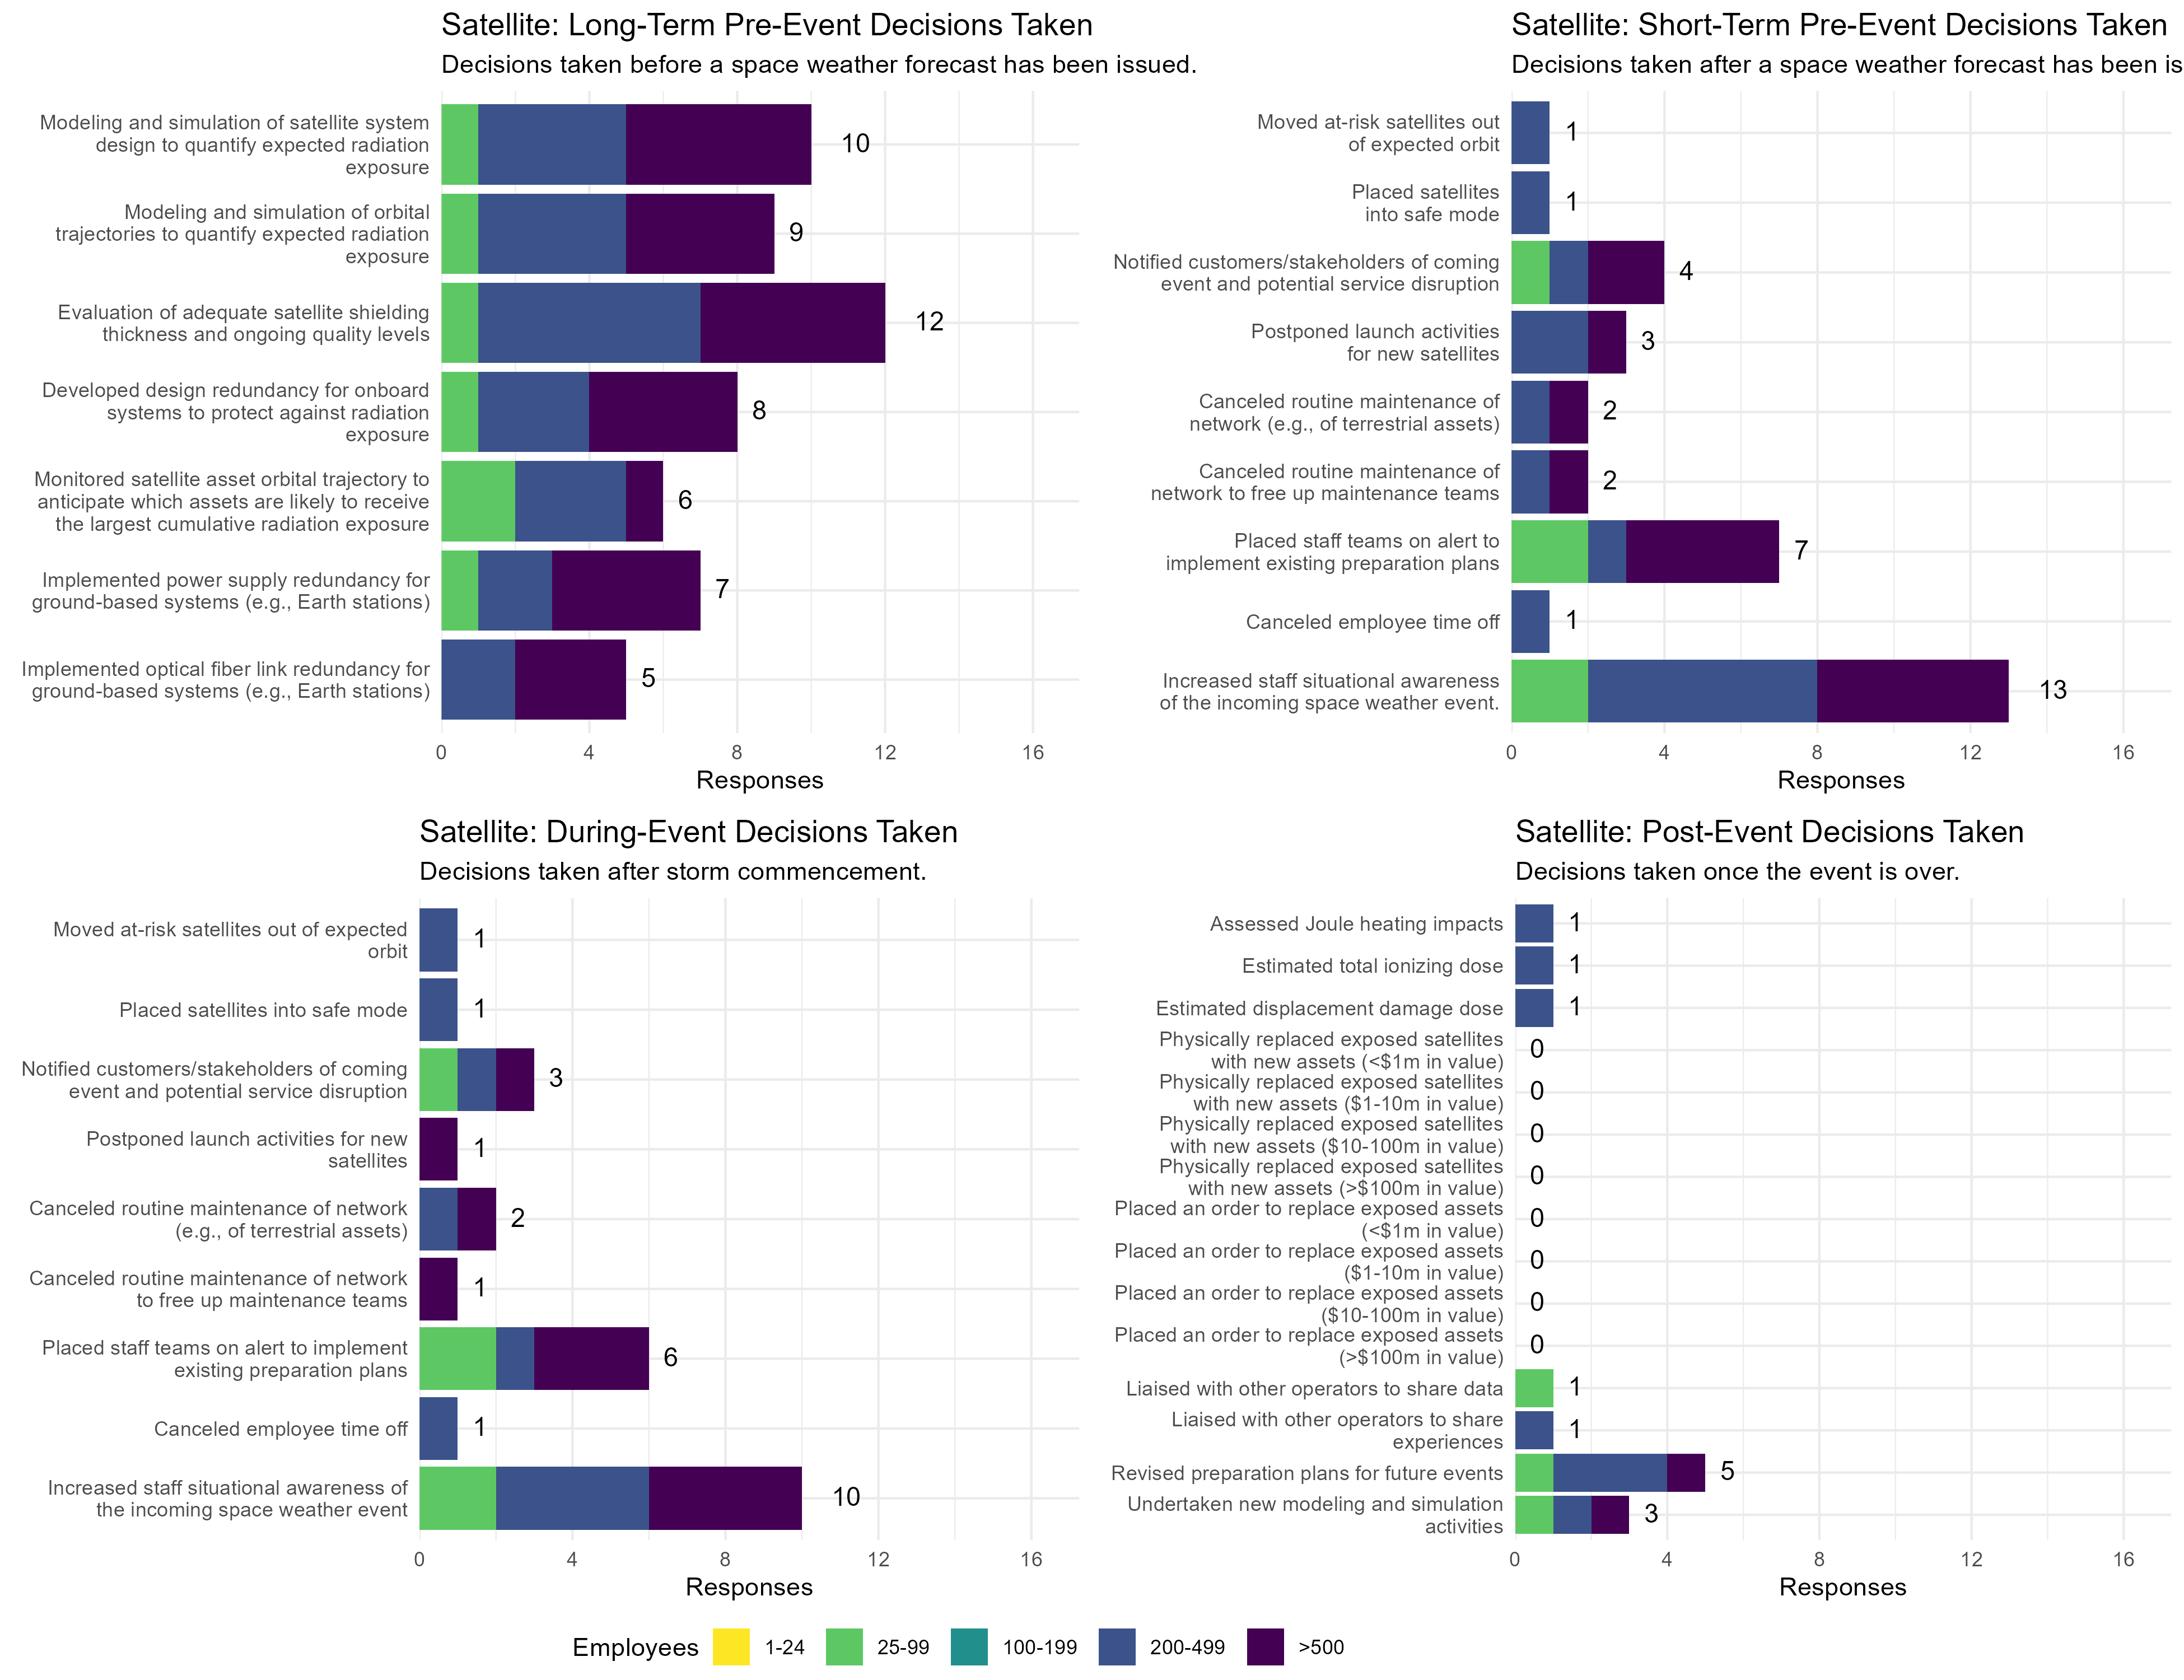 Satellite: Long-Term Pre-Event Decisions Taken
Decisions taken before a space weather forecast has been issued.
Modeling and simulation of satellite system
design to quantify expected radiation
exposure
10
Modeling and simulation of orbital
trajectories to quantify expected radiation
exposure
9
Evaluation of adequate satellite shielding
thickness and ongoing quality levels
12
Developed design redundancy for onboard
systems to protect against radiation
exposure
8
Monitored satellite asset orbital trajectory to
anticipate which assets are likely to receive
the largest cumulative radiation exposure
6
Implemented power supply redundancy for
ground-based systems (e.g., Earth stations)
7
Implemented optical fiber link redundancy for
ground-based systems (e.g., Earth stations)
5
0 4 8 12 16
Responses
Satellite: Short-Term Pre-Event Decisions Taken
Decisions taken after a space weather forecast has been is
Moved at-risk satellites out
of expected orbit
1
Placed satellites
into safe mode
1
Notified customers/stakeholders of coming
event and potential service disruption
4
Postponed launch activities
for new satellites
3
Canceled routine maintenance of
network (e.g., of terrestrial assets)
2
Canceled routine maintenance of
network to free up maintenance teams
2
Placed staff teams on alert to
implement existing preparation plans
7
Canceled employee time off
1
Increased staff situational awareness
of the incoming space weather event.
13
0 4 8 12 16
Responses
Satellite: During-Event Decisions Taken
Decisions taken after storm commencement.
Moved at-risk satellites out of expected
orbit
1
Placed satellites into safe mode
1
Notified customers/stakeholders of coming
event and potential service disruption
3
Postponed launch activities for new
satellites
1
Canceled routine maintenance of network
(e.g., of terrestrial assets)
2
Canceled routine maintenance of network
to free up maintenance teams
1
Placed staff teams on alert to implement
existing preparation plans
6
Canceled employee time off
1
Increased staff situational awareness of
the incoming space weather event
10
0 4 8 12 16
Responses
Satellite: Post-Event Decisions Taken
Decisions taken once the event is over.
Assessed Joule heating impacts
1
Estimated total ionizing dose
1
Estimated displacement damage dose
1
Physically replaced exposed satellites
with new assets (<$1m in value)
0
Physically replaced exposed satellites
with new assets ($1-10m in value)
0
Physically replaced exposed satellites
with new assets ($10-100m in value)
0
Physically replaced exposed satellites
with new assets (>$100m in value)
0
Placed an order to replace exposed assets
(<$1m in value)
0
Placed an order to replace exposed assets
($1-10m in value)
0
Placed an order to replace exposed assets
($10-100m in value)
0
Placed an order to replace exposed assets
(>$100m in value)
0
Liaised with other operators to share data
1
Liaised with other operators to share
experiences
1
Revised preparation plans for future events
5
Undertaken new modeling and simulation
activities
3
0 4 8 12 16
Responses
Employees 1-24 25-99 100-199 200-499 >500